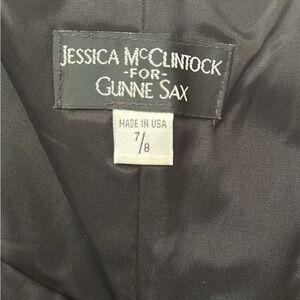 JESSICA McCLINTOCK
-FOR-
GUNNE SAX
MADE IN USA
7/8